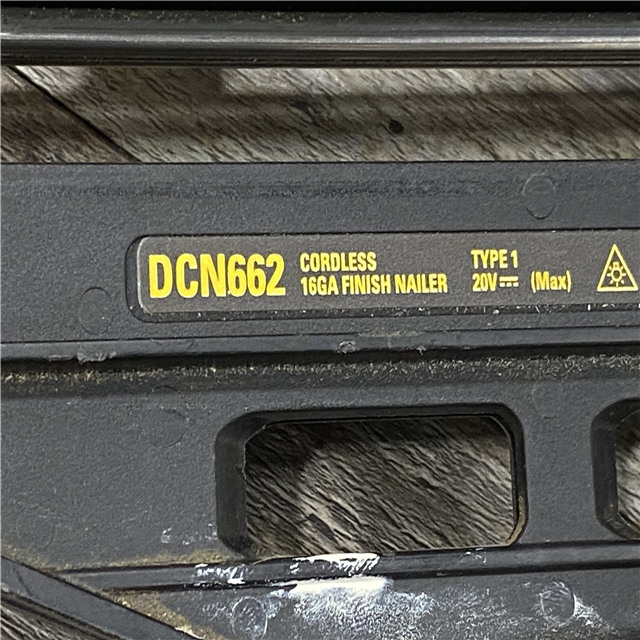 DCN662
CORDLESS
16GA FINISH NAILER
TYPE 1
20V⎓ (Max)